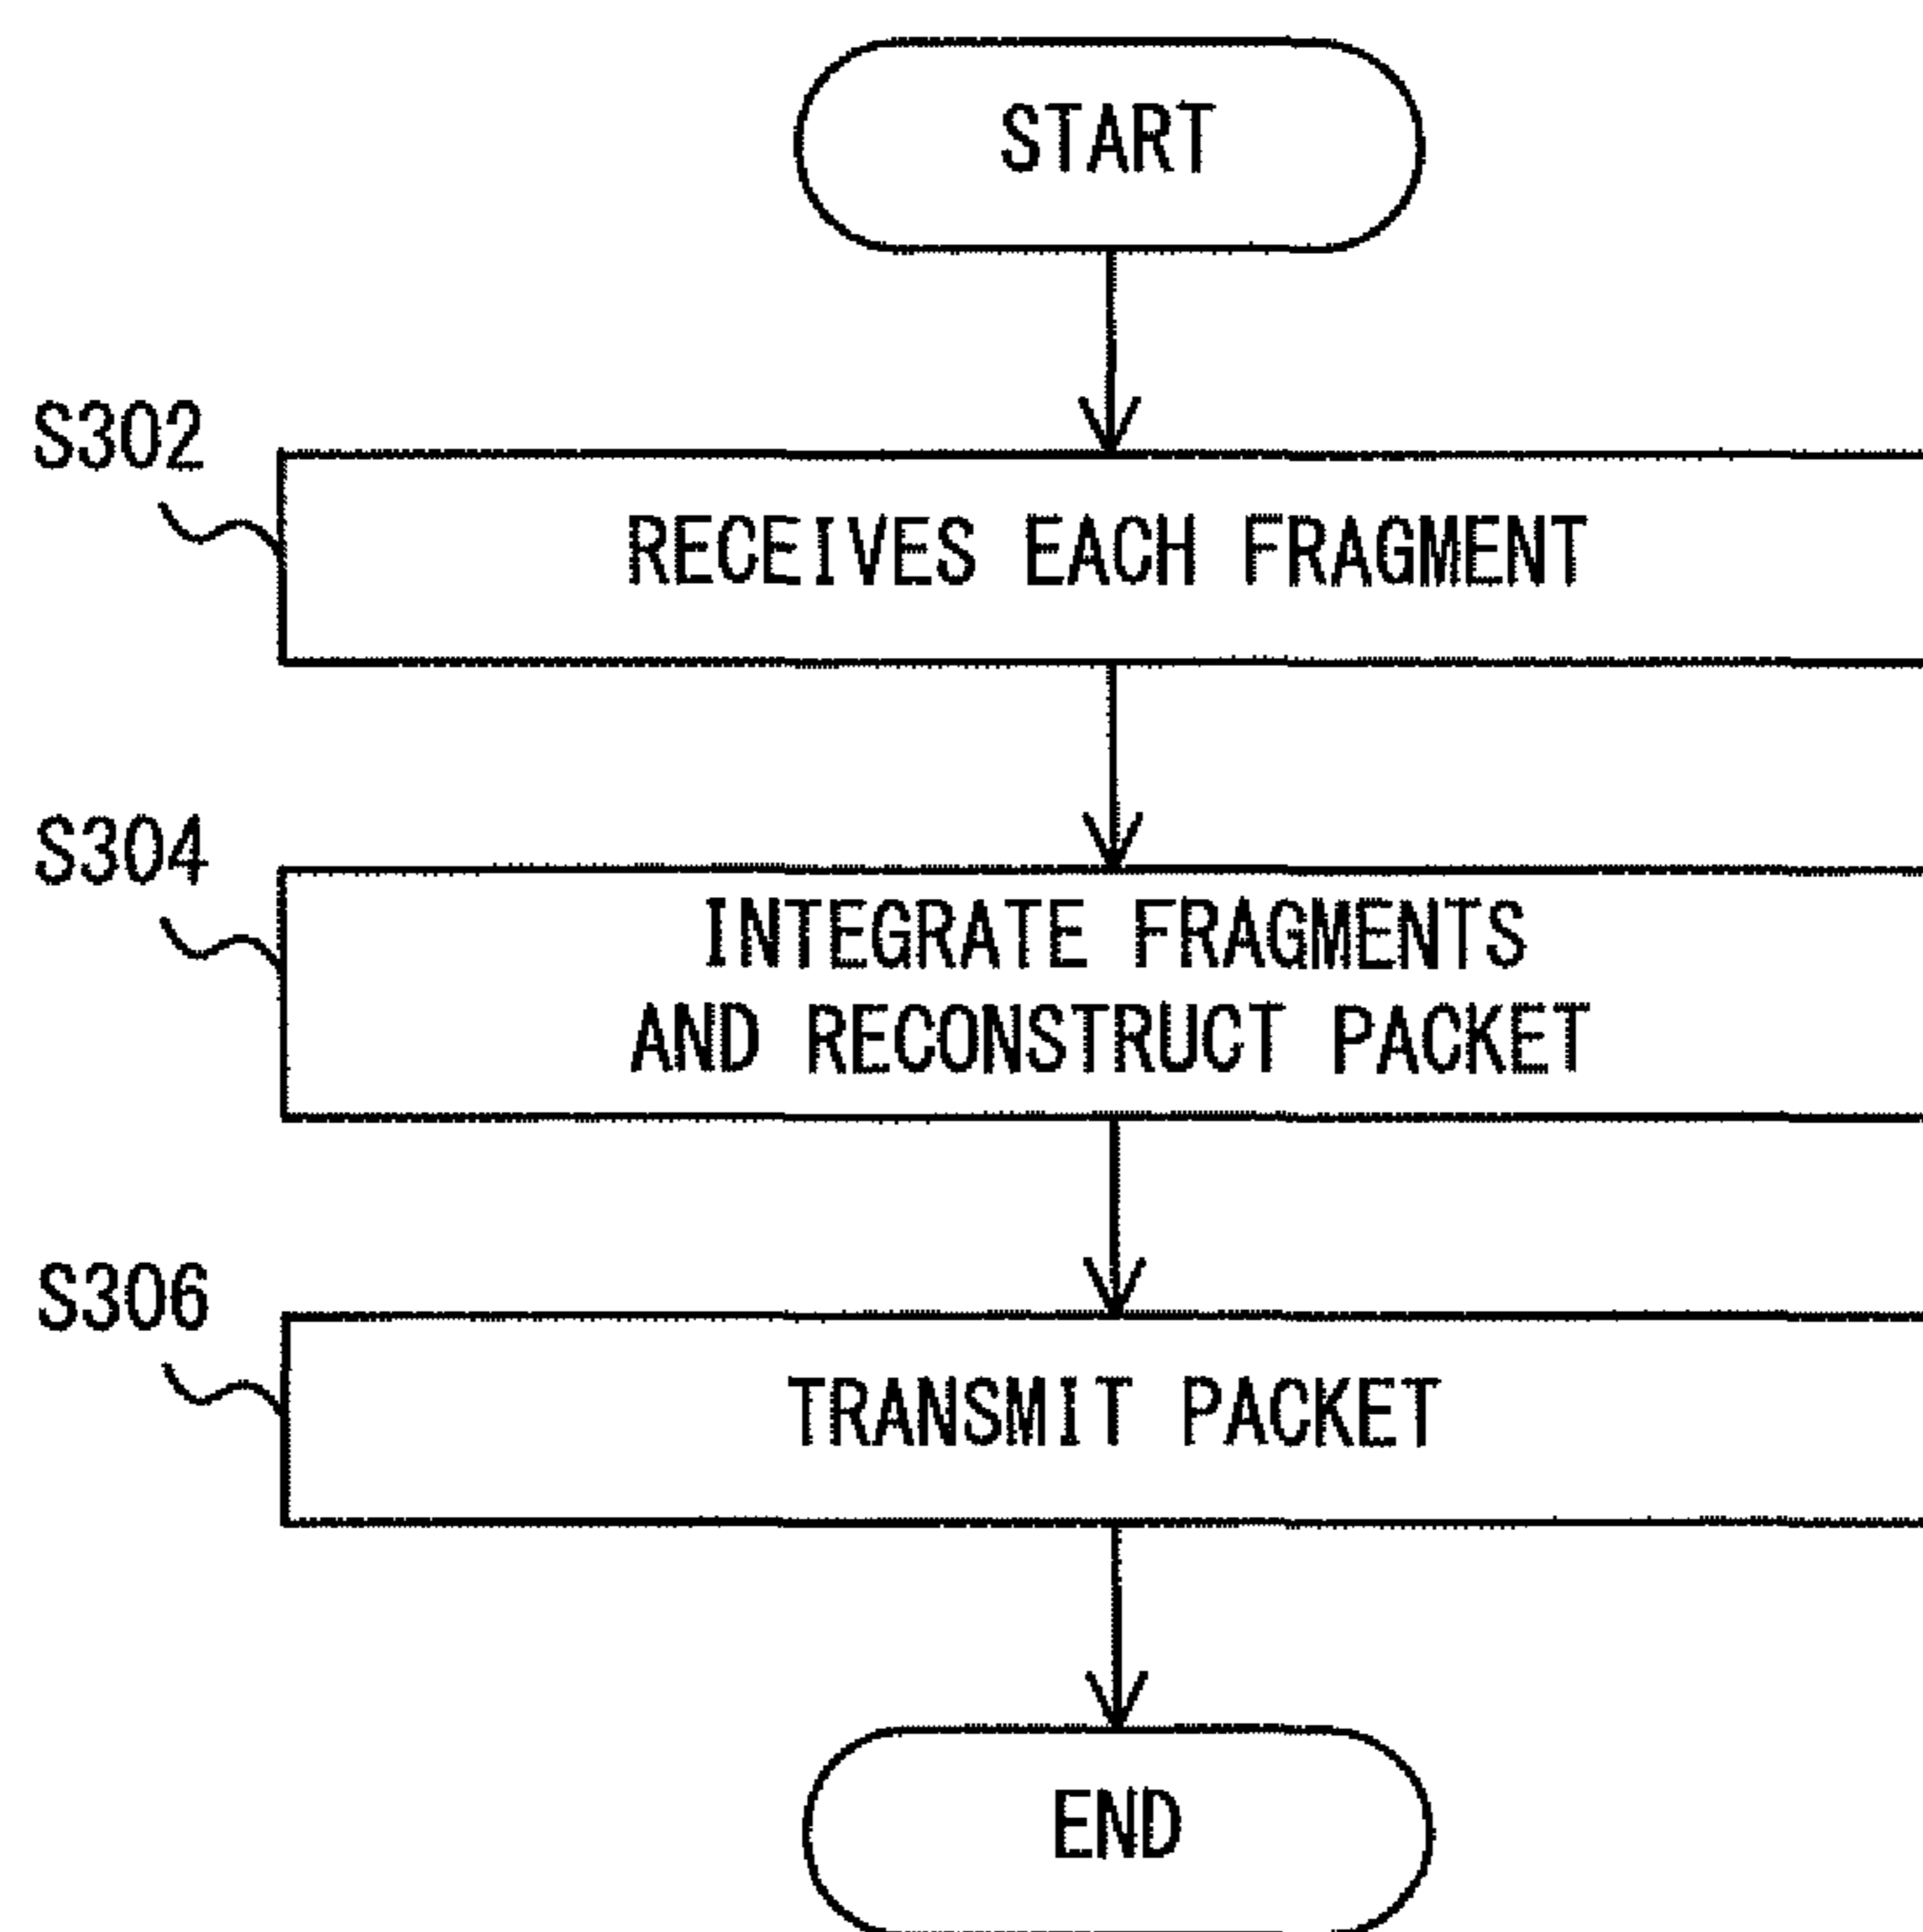 START
S302
RECEIVES EACH FRAGMENT
S304
INTEGRATE FRAGMENTS
AND RECONSTRUCT PACKET
S306
TRANSMIT PACKET
END